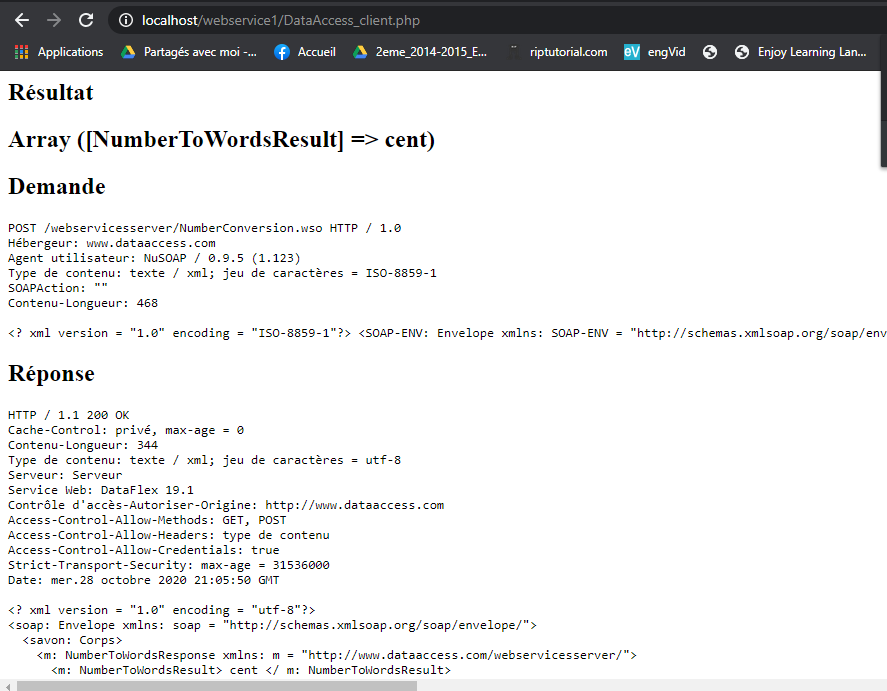 localhost/webservice1/DataAccess_client.php
Applications Partagés avec moi -... Accueil 2eme_2014-2015_E... riptutorial.com eV engVid Enjoy Learning Lan...
Résultat
Array ([NumberToWordsResult] => cent)
Demande
POST /webservicesserver/NumberConversion.wso HTTP / 1.0
Hébergeur: www.dataaccess.com
Agent utilisateur: NuSOAP / 0.9.5 (1.123)
Type de contenu: texte / xml; jeu de caractères = ISO-8859-1
SOAPAction: ""
Contenu-Longueur: 468
<? xml version = "1.0" encoding = "ISO-8859-1"?> <SOAP-ENV: Envelope xmlns: SOAP-ENV = "http://schemas.xmlsoap.org/soap/env
Réponse
HTTP / 1.1 200 OK
Cache-Control: privé, max-age = 0
Contenu-Longueur: 344
Type de contenu: texte / xml; jeu de caractères = utf-8
Serveur: Serveur
Service Web: DataFlex 19.1
Contrôle d'accès-Autoriser-Origine: http://www.dataaccess.com
Access-Control-Allow-Methods: GET, POST
Access-Control-Allow-Headers: type de contenu
Access-Control-Allow-Credentials: true
Strict-Transport-Security: max-age = 31536000
Date: mer.28 octobre 2020 21:05:50 GMT
<? xml version = "1.0" encoding = "utf-8"?>
<soap: Envelope xmlns: soap = "http://schemas.xmlsoap.org/soap/envelope/">
<savon: Corps>
<m: NumberToWordsResponse xmlns: m = "http://www.dataaccess.com/webservicesserver/">
<m: NumberToWordsResult> cent </ m: NumberToWordsResult>